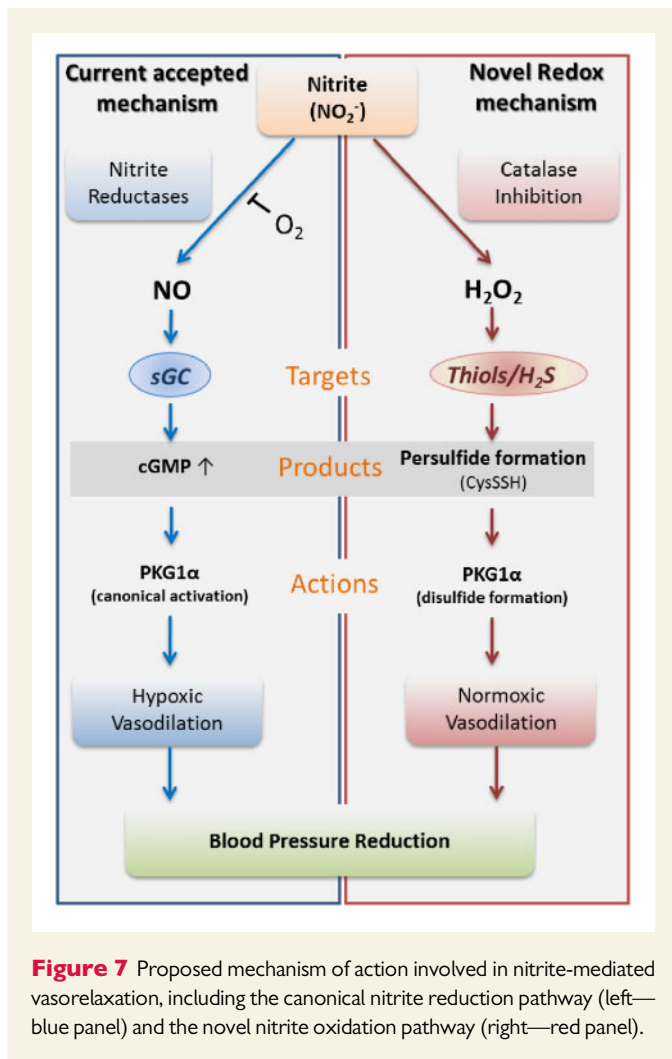 Current accepted
mechanism
Nitrite
(NO₂⁻)
Novel Redox
mechanism
Nitrite
Reductases
Catalase
Inhibition
O₂
NO
H₂O₂
sGC
Targets
Thiols/H₂S
cGMP ↑
Products
Persulfide formation
(CysSSH)
PKG1α
(canonical activation)
Actions
PKG1α
(disulfide formation)
Hypoxic
Vasodilation
Normoxic
Vasodilation
Blood Pressure Reduction
Figure 7 Proposed mechanism of action involved in nitrite-mediated
vasorelaxation, including the canonical nitrite reduction pathway (left—
blue panel) and the novel nitrite oxidation pathway (right—red panel).